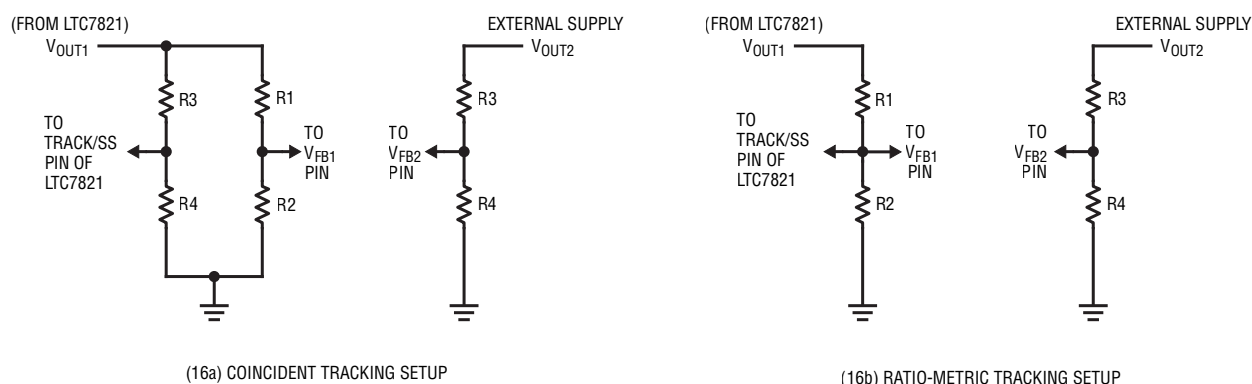 (FROM LTC7821)
VOUT1
R3
R1
TO
TRACK/SS
PIN OF
LTC7821
TO
VFB1
PIN
R4
R2
EXTERNAL SUPPLY
VOUT2
R3
TO
VFB2
PIN
R4
(16a) COINCIDENT TRACKING SETUP
(FROM LTC7821)
VOUT1
R1
TO
TRACK/SS
PIN OF
LTC7821
TO
VFB1
PIN
R2
EXTERNAL SUPPLY
VOUT2
R3
TO
VFB2
PIN
R4
(16b) RATIO-METRIC TRACKING SETUP